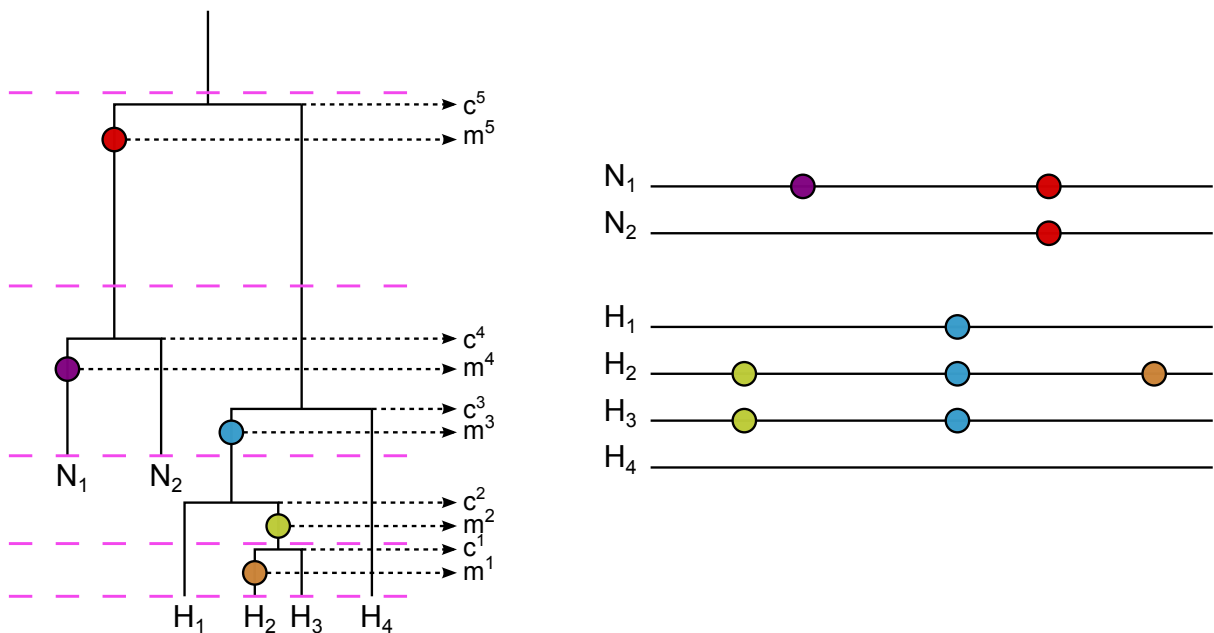 c⁵
m⁵
c⁴
m⁴
c³
m³
N₁ N₂
c²
m²
c¹
m¹
H₁ H₂ H₃ H₄
N₁
N₂
H₁
H₂
H₃
H₄